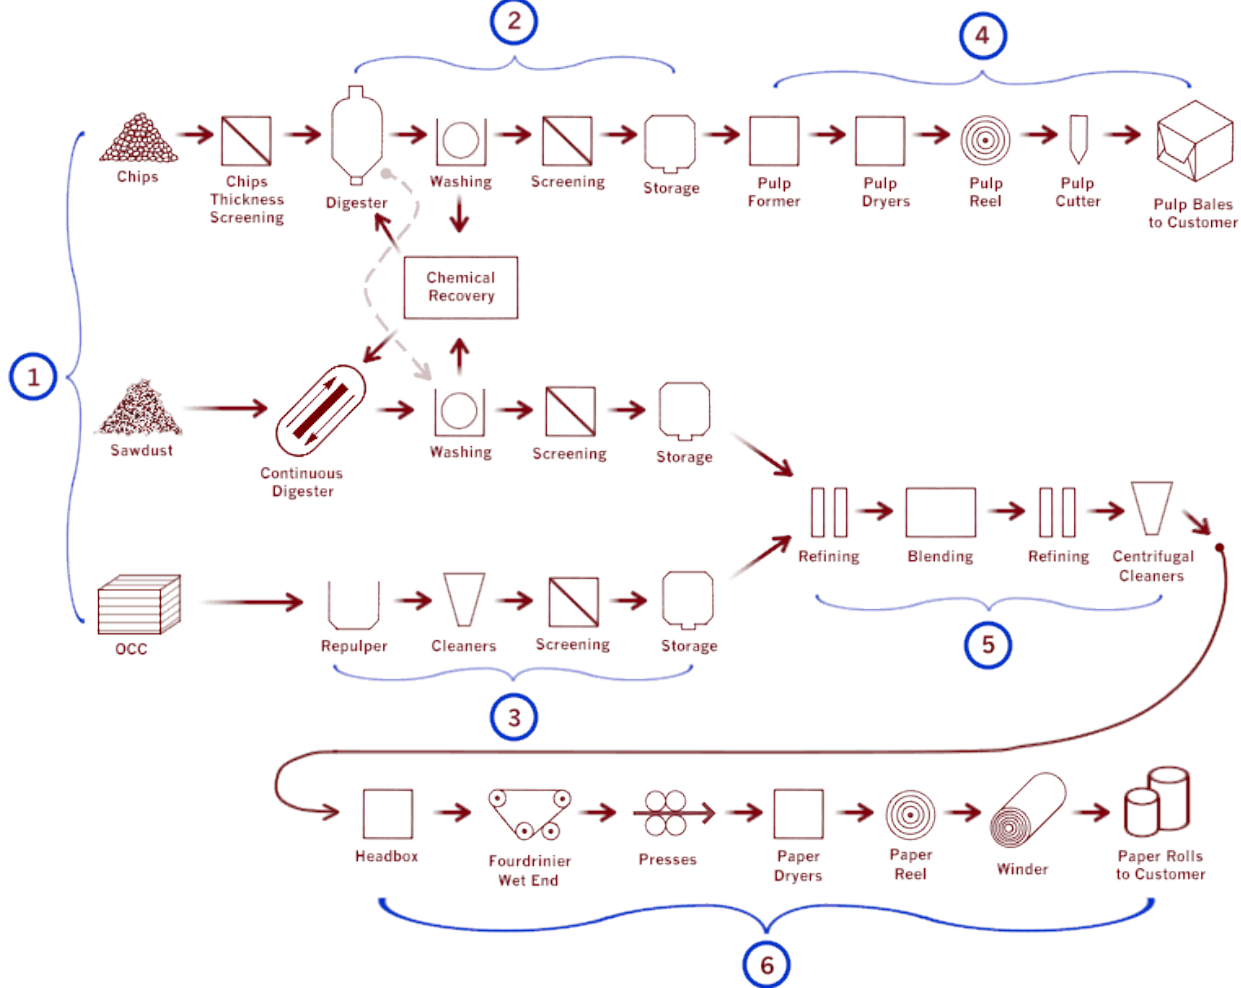 2
4
Chips
Chips
Thickness
Screening
Digester
Washing
Screening
Storage
Pulp
Former
Pulp
Dryers
Pulp
Reel
Pulp
Cutter
Pulp Bales
to Customer
Chemical
Recovery
1
Sawdust
Continuous
Digester
Washing
Screening
Storage
Refining
Blending
Refining
Centrifugal
Cleaners
OCC
Repulper
Cleaners
Screening
Storage
5
3
Headbox
Fourdrinier
Wet End
Presses
Paper
Dryers
Paper
Reel
Winder
Paper Rolls
to Customer
6